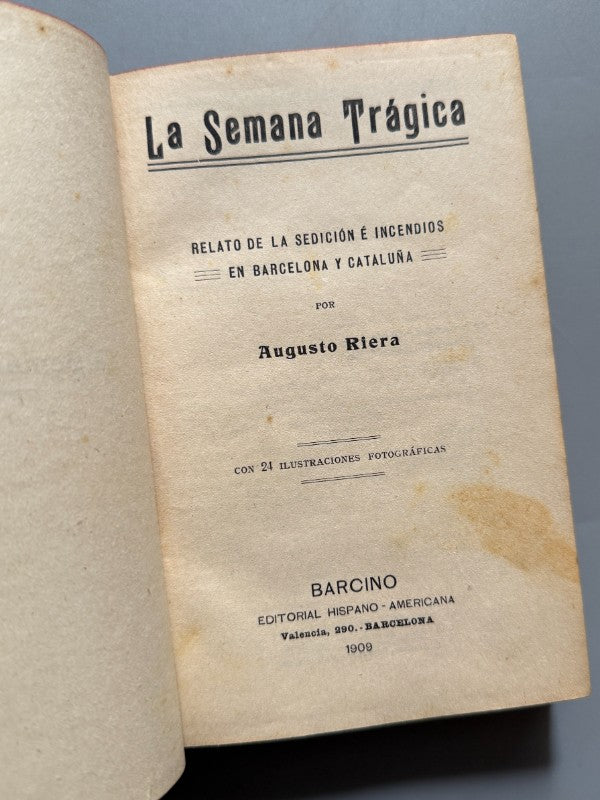 La Semana Trágica
RELATO DE LA SEDICIÓN É INCENDIOS
EN BARCELONA Y CATALUÑA
POR
Augusto Riera
CON 24 ILUSTRACIONES FOTOGRÁFICAS
BARCINO
EDITORIAL HISPANO-AMERICANA
Valencia, 290.-BARCELONA
1909